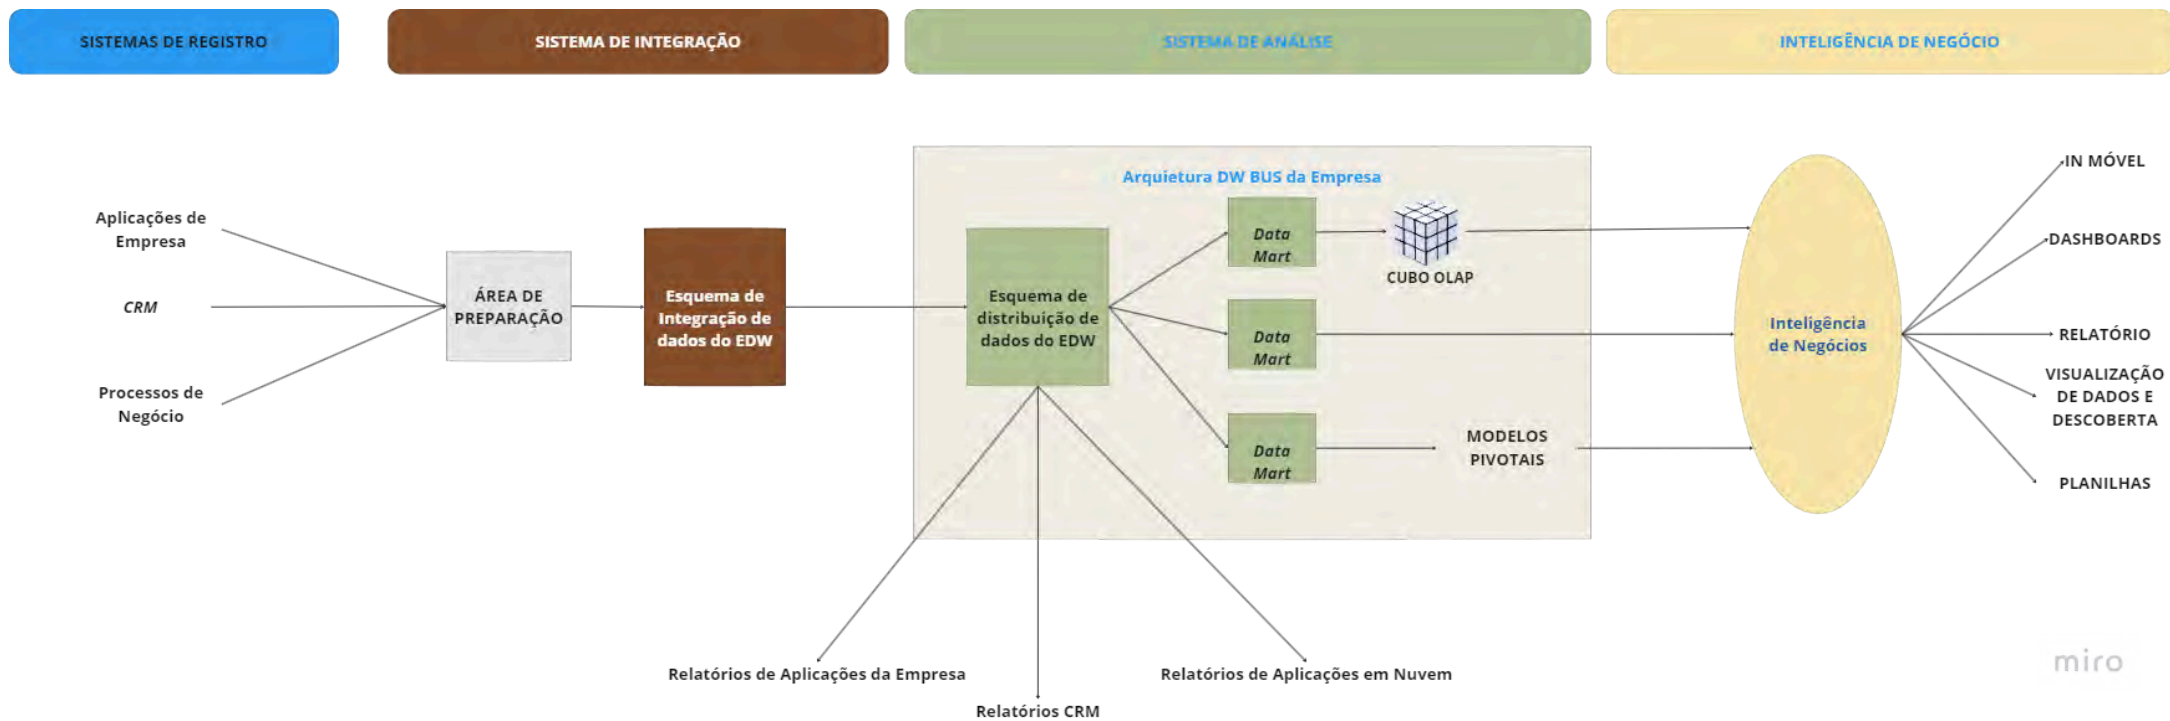 SISTEMAS DE REGISTRO
SISTEMA DE INTEGRAÇÃO
SISTEMA DE ANÁLISE
INTELIGÊNCIA DE NEGÓCIO
Aplicações de
Empresa
CRM
Processos de
Negócio
ÁREA DE
PREPARAÇÃO
Esquema de
Integração de
dados do EDW
Arquietura DW BUS da Empresa
Esquema de
distribuição de
dados do EDW
Data
Mart
CUBO OLAP
Data
Mart
Data
Mart
MODELOS
PIVOTAIS
Relatórios de Aplicações da Empresa
Relatórios CRM
Relatórios de Aplicações em Nuvem
Inteligência
de Negócios
IN MÓVEL
DASHBOARDS
RELATÓRIO
VISUALIZAÇÃO
DE DADOS E
DESCOBERTA
PLANILHAS
miro